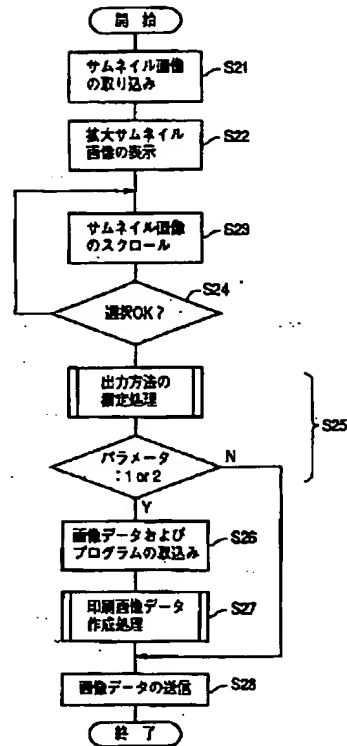 開始
サムネイル画像
の取り込み
S21
拡大サムネイル
画像の表示
S22
サムネイル画像
のスクロール
S23
S24
選択OK?
出力方法の
指定処理
S25
パラメータ
:1 or 2
N
Y
画像データおよび
プログラムの取込み
S26
印刷画像データ
作成処理
S27
画像データの送信
S28
終了